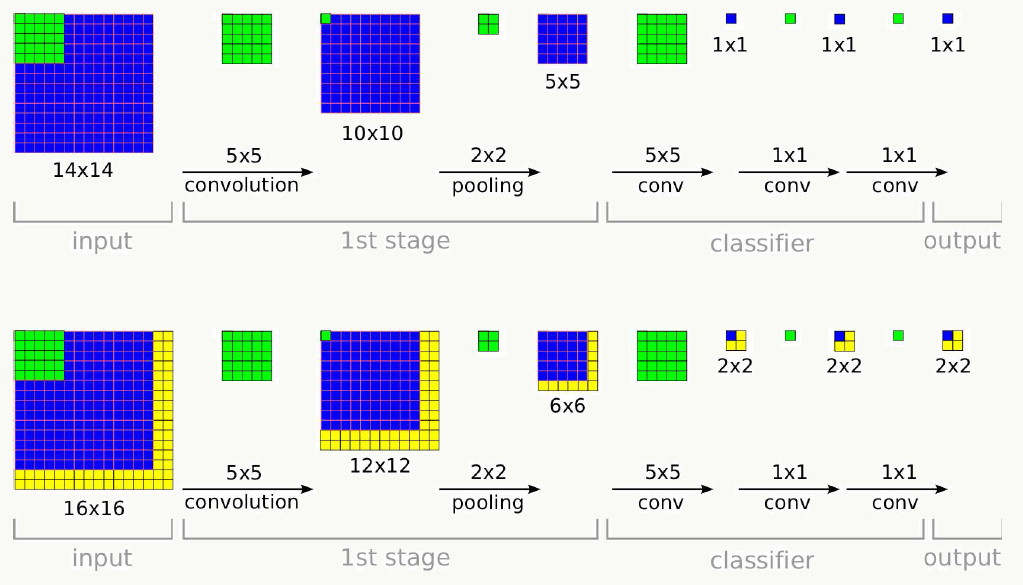 1x1 1x1 1x1
5x5
10x10
14x14
5x5 2x2 5x5 1x1 1x1
convolution pooling conv conv conv
input 1st stage classifier output
2x2 2x2 2x2
6x6
12x12
16x16
5x5 2x2 5x5 1x1 1x1
convolution pooling conv conv conv
input 1st stage classifier output